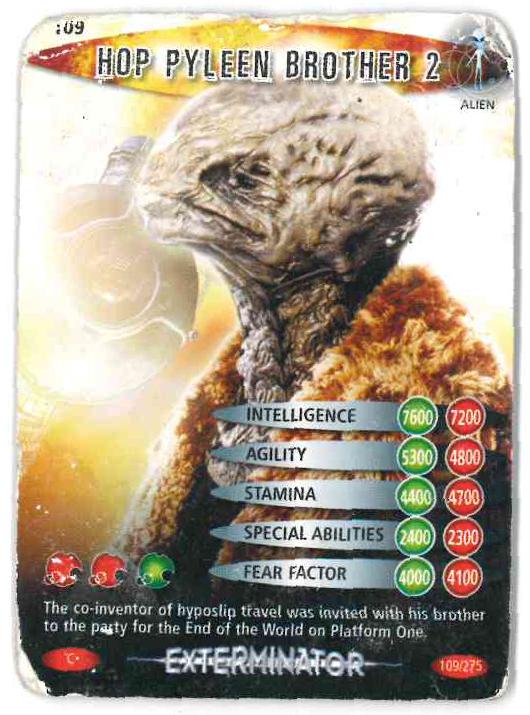 109
HOP PYLEEN BROTHER 2
ALIEN
INTELLIGENCE 7600 7200
AGILITY 5300 4800
STAMINA 4400 4700
SPECIAL ABILITIES 2400 2300
FEAR FACTOR 4000 4100
The co-inventor of hyposlip travel was invited with his brother
to the party for the End of the World on Platform One.
EXTERMINATOR
109/275